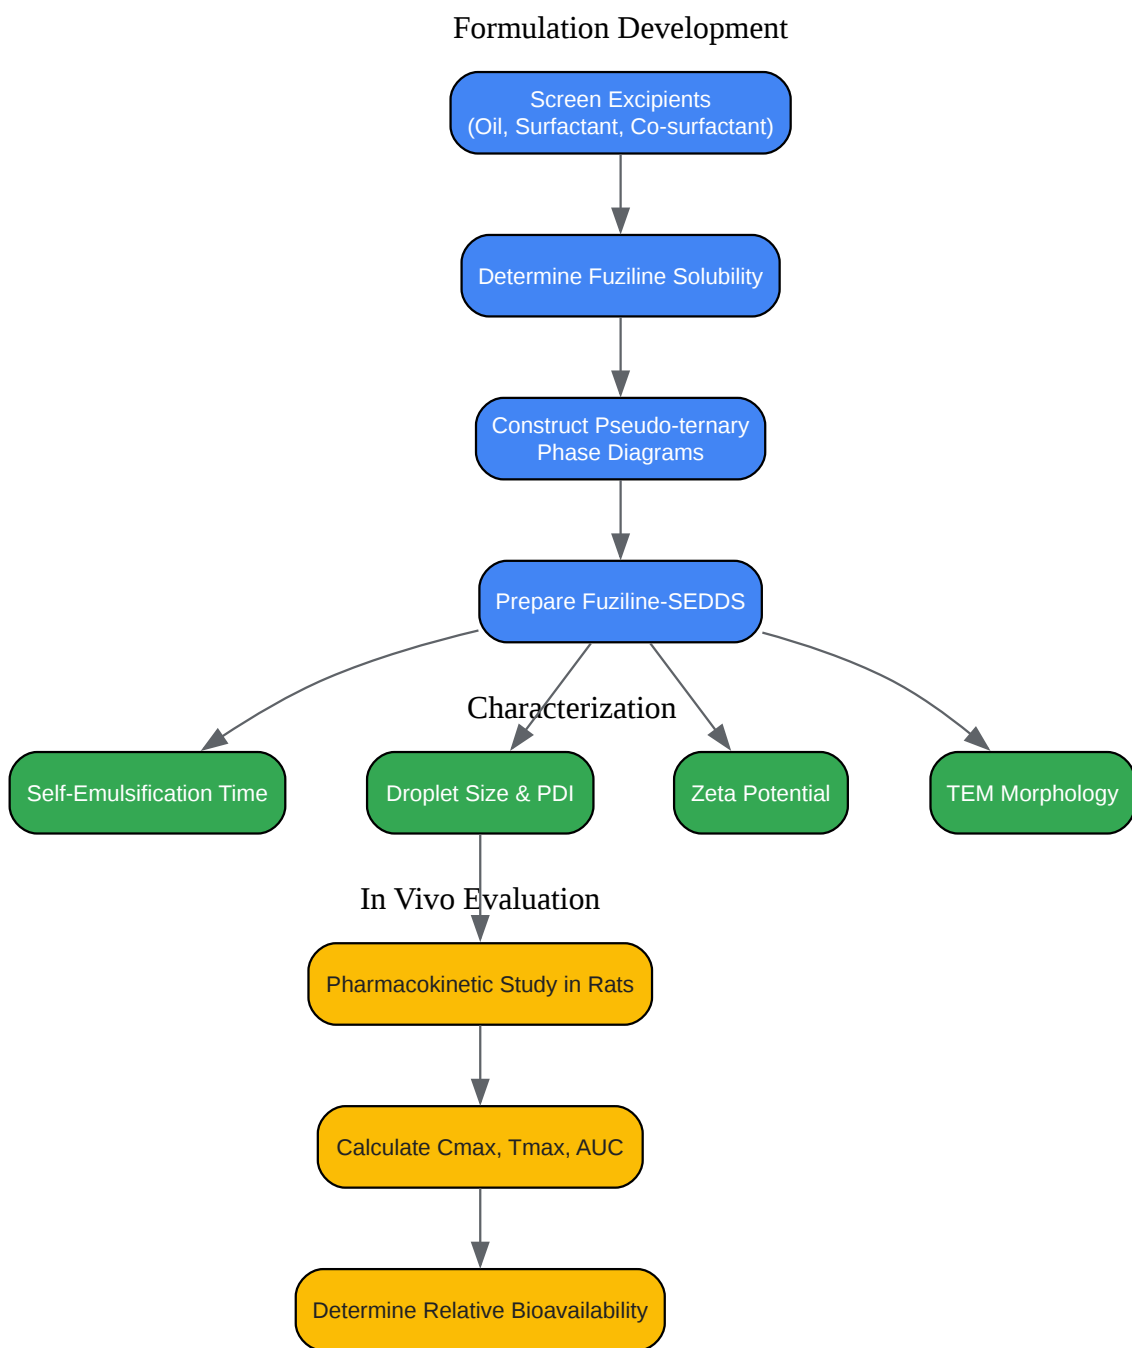 Formulation Development
Screen Excipients
(Oil, Surfactant, Co-surfactant)
Determine Fuziline Solubility
Construct Pseudo-ternary
Phase Diagrams
Prepare Fuziline-SEDDS
Characterization
Self-Emulsification Time
Droplet Size & PDI
Zeta Potential
TEM Morphology
In Vivo Evaluation
Pharmacokinetic Study in Rats
Calculate Cmax, Tmax, AUC
Determine Relative Bioavailability